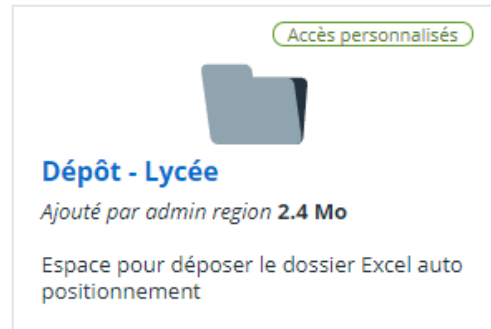 Accès personnalisés
Dépôt - Lycée
Ajouté par admin region 2.4 Mo
Espace pour déposer le dossier Excel auto
positionnement